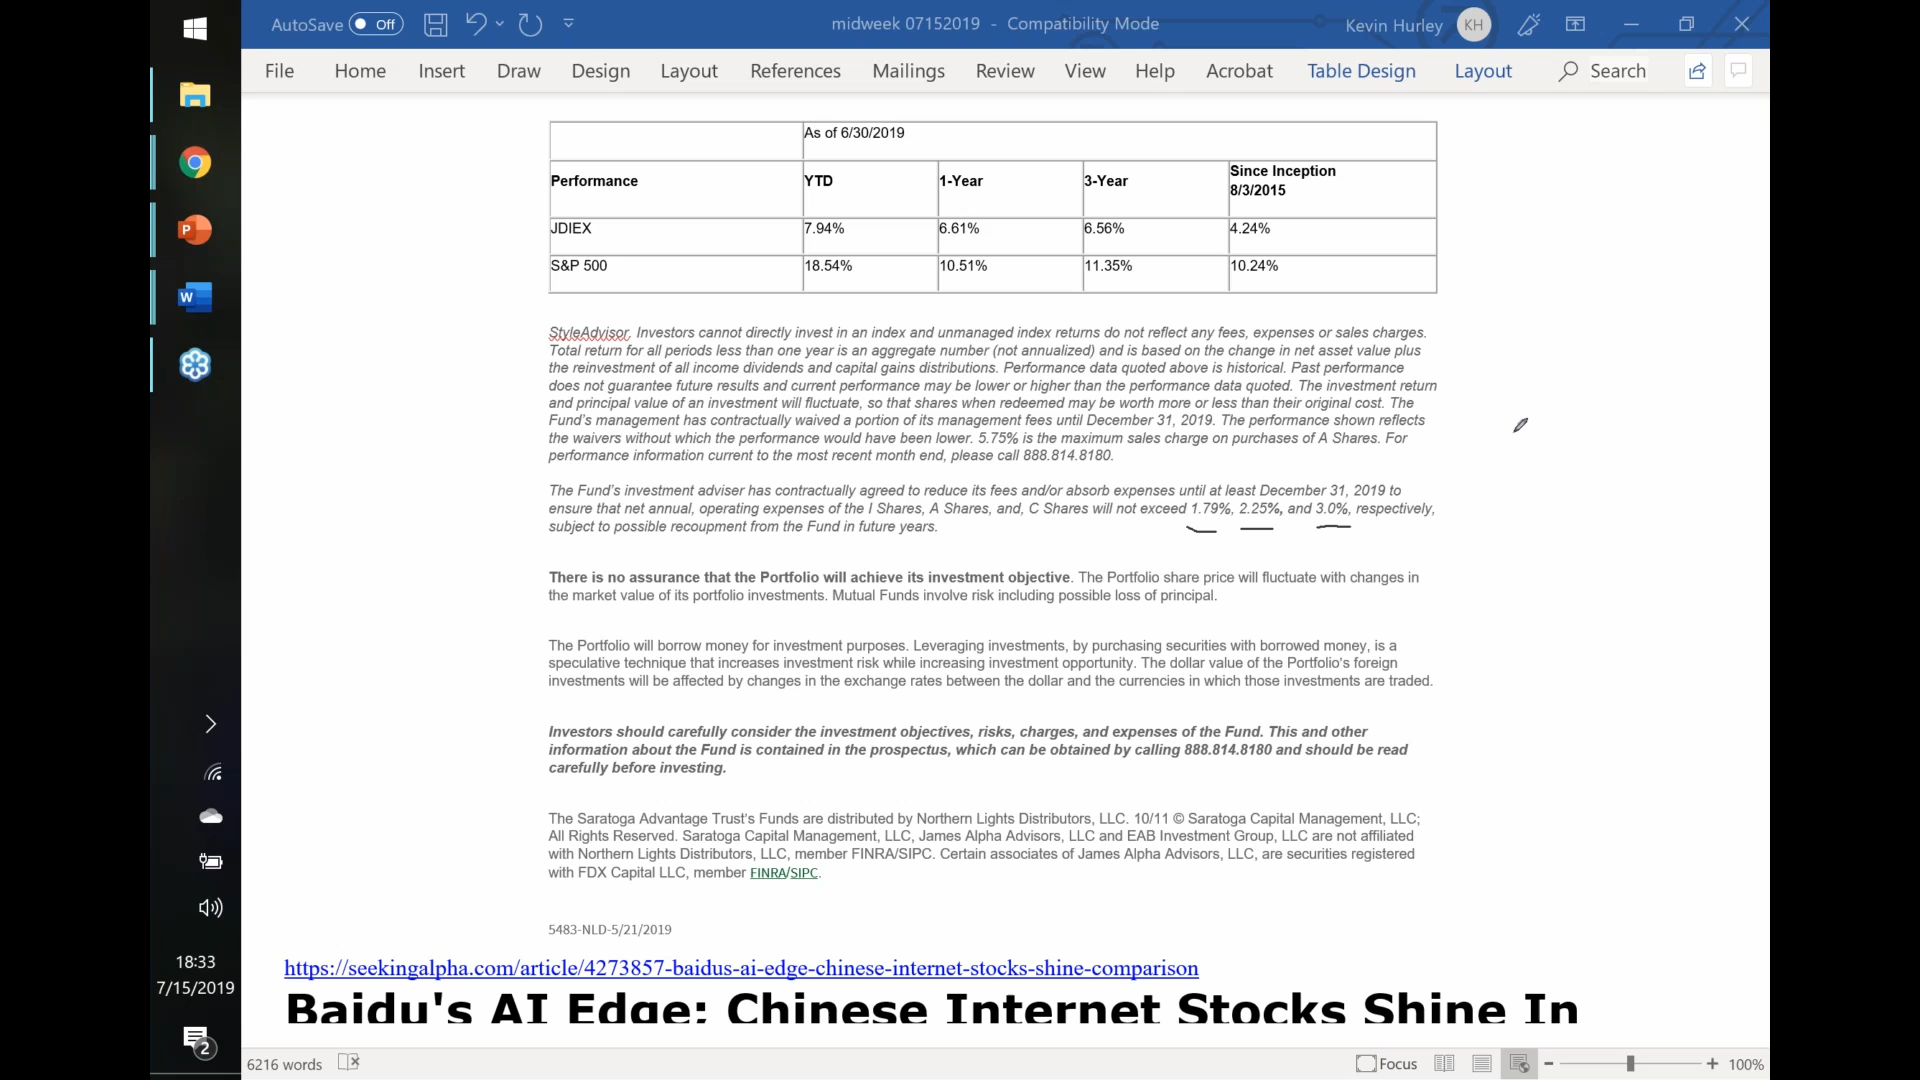 AutoSave Off midweek 07152019 - Compatibility Mode Kevin Hurley KH
File Home Insert Draw Design Layout References Mailings Review View Help Acrobat Table Design Layout Search
As of 6/30/2019
Performance YTD 1-Year 3-Year Since Inception 8/3/2015
JDIEX 7.94% 6.61% 6.56% 4.24%
S&P 500 18.54% 10.51% 11.35% 10.24%
StyleAdvisor. Investors cannot directly invest in an index and unmanaged index returns do not reflect any fees, expenses or sales charges.
Total return for all periods less than one year is an aggregate number (not annualized) and is based on the change in net asset value plus
the reinvestment of all income dividends and capital gains distributions. Performance data quoted above is historical. Past performance
does not guarantee future results and current performance may be lower or higher than the performance data quoted. The investment return
and principal value of an investment will fluctuate, so that shares when redeemed may be worth more or less than their original cost. The
Fund's management has contractually waived a portion of its management fees until December 31, 2019. The performance shown reflects
the waivers without which the performance would have been lower. 5.75% is the maximum sales charge on purchases of A Shares. For
performance information current to the most recent month end, please call 888.814.8180.
The Fund's investment adviser has contractually agreed to reduce its fees and/or absorb expenses until at least December 31, 2019 to
ensure that net annual, operating expenses of the I Shares, A Shares, and, C Shares will not exceed 1.79%, 2.25%, and 3.0%, respectively,
subject to possible recoupment from the Fund in future years.
There is no assurance that the Portfolio will achieve its investment objective. The Portfolio share price will fluctuate with changes in
the market value of its portfolio investments. Mutual Funds involve risk including possible loss of principal.
The Portfolio will borrow money for investment purposes. Leveraging investments, by purchasing securities with borrowed money, is a
speculative technique that increases investment risk while increasing investment opportunity. The dollar value of the Portfolio's foreign
investments will be affected by changes in the exchange rates between the dollar and the currencies in which those investments are traded.
Investors should carefully consider the investment objectives, risks, charges, and expenses of the Fund. This and other
information about the Fund is contained in the prospectus, which can be obtained by calling 888.814.8180 and should be read
carefully before investing.
The Saratoga Advantage Trust's Funds are distributed by Northern Lights Distributors, LLC. 10/11 © Saratoga Capital Management, LLC;
All Rights Reserved. Saratoga Capital Management, LLC, James Alpha Advisors, LLC and EAB Investment Group, LLC are not affiliated
with Northern Lights Distributors, LLC, member FINRA/SIPC. Certain associates of James Alpha Advisors, LLC, are securities registered
with FDX Capital LLC, member FINRA/SIPC.
5483-NLD-5/21/2019
https://seekingalpha.com/article/4273857-baidus-ai-edge-chinese-internet-stocks-shine-comparison
Baidu's AI Edge: Chinese Internet Stocks Shine In
18:33
7/15/2019
2
6216 words Focus 100%